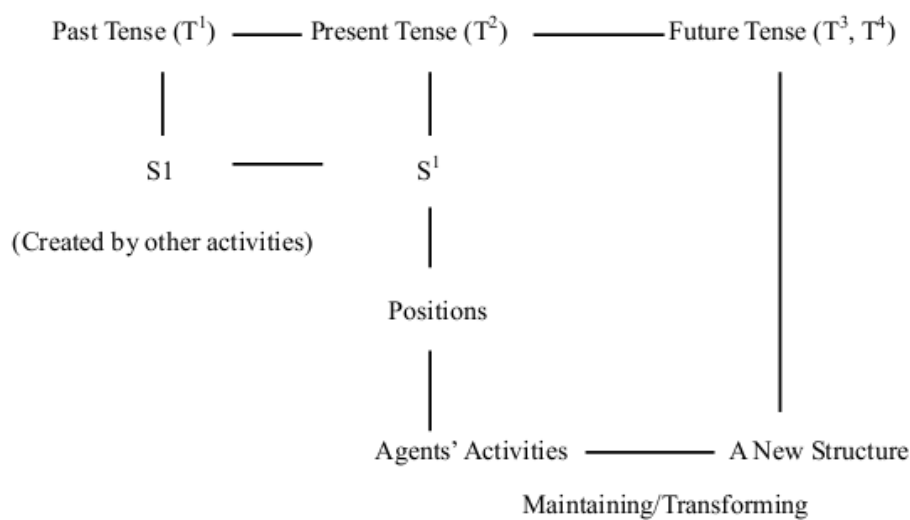 Past Tense (T¹) Present Tense (T²) Future Tense (T³, T⁴)
S1 S¹
(Created by other activities)
Positions
Agents' Activities A New Structure
Maintaining/Transforming